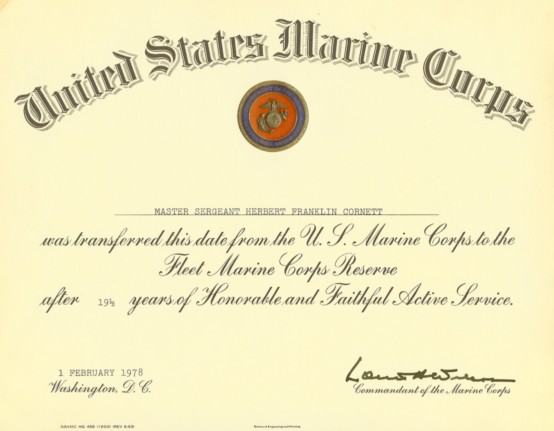 United States Marine Corps
MASTER SERGEANT HERBERT FRANKLIN CORNETT
was transferred this date from the U. S. Marine Corps to the
Fleet Marine Corps Reserve
after 19½ years of Honorable and Faithful Active Service.
1 FEBRUARY 1978
Washington, D. C.
Commandant of the Marine Corps